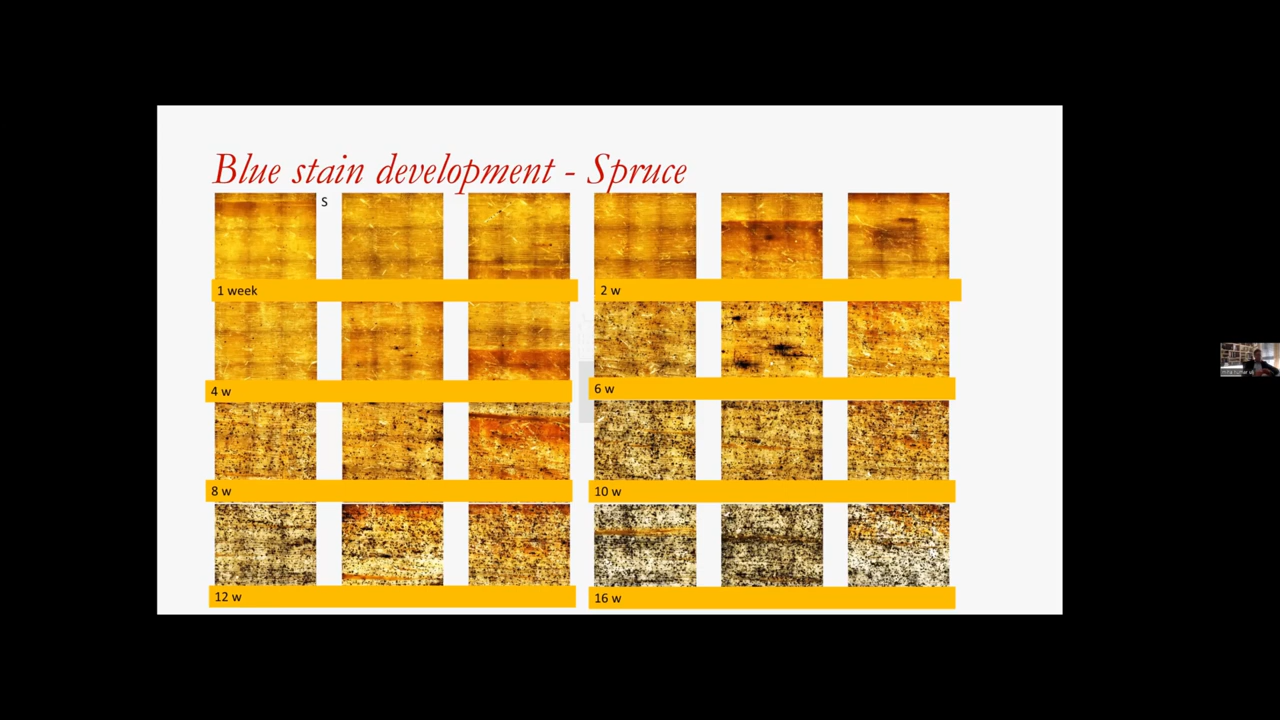 Blue stain development - Spruce
S
1 week
2 w
4 w
6 w
8 w
10 w
12 w
16 w